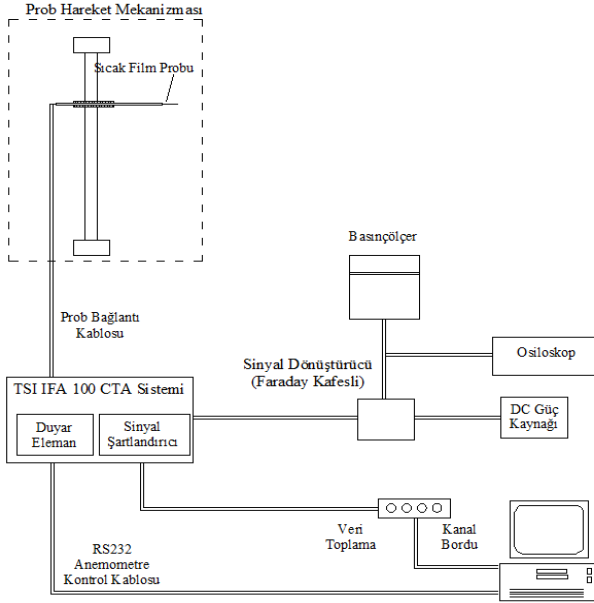 Prob Hareket Mekanizması
Sıcak Film Probu
Basınçölçer
Prob Bağlantı
Kablosu
Sinyal Dönüştürücü
(Faraday Kafesli)
Osiloskop
TSI IFA 100 CTA Sistemi
Duyar
Eleman
Sinyal
Şartlandırıcı
DC Güç
Kaynağı
Veri
Toplama
Kanal
Bordu
RS232
Anemometre
Kontrol Kablosu